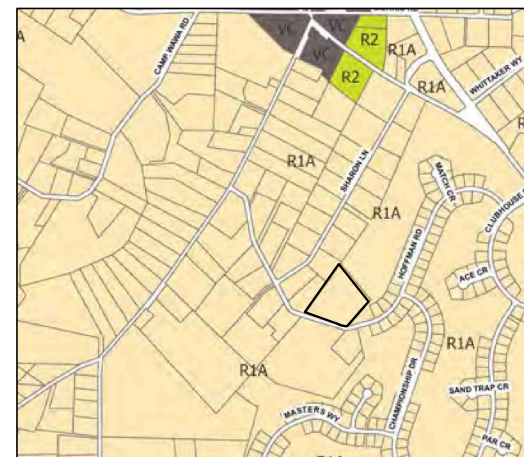 VC
VC
VC
R2
R2
R1A
R1A
CAMP WAWA RD
WHITTAKER WY
R1A
SHARON LN
R1A
MATCH CR
CLUBHOUSE
HOFFMAN RD
ACE CR
R1A
R1A
CHAMPIONSHIP DR
SAND TRAP CR
MASTERS WY
PAR CR